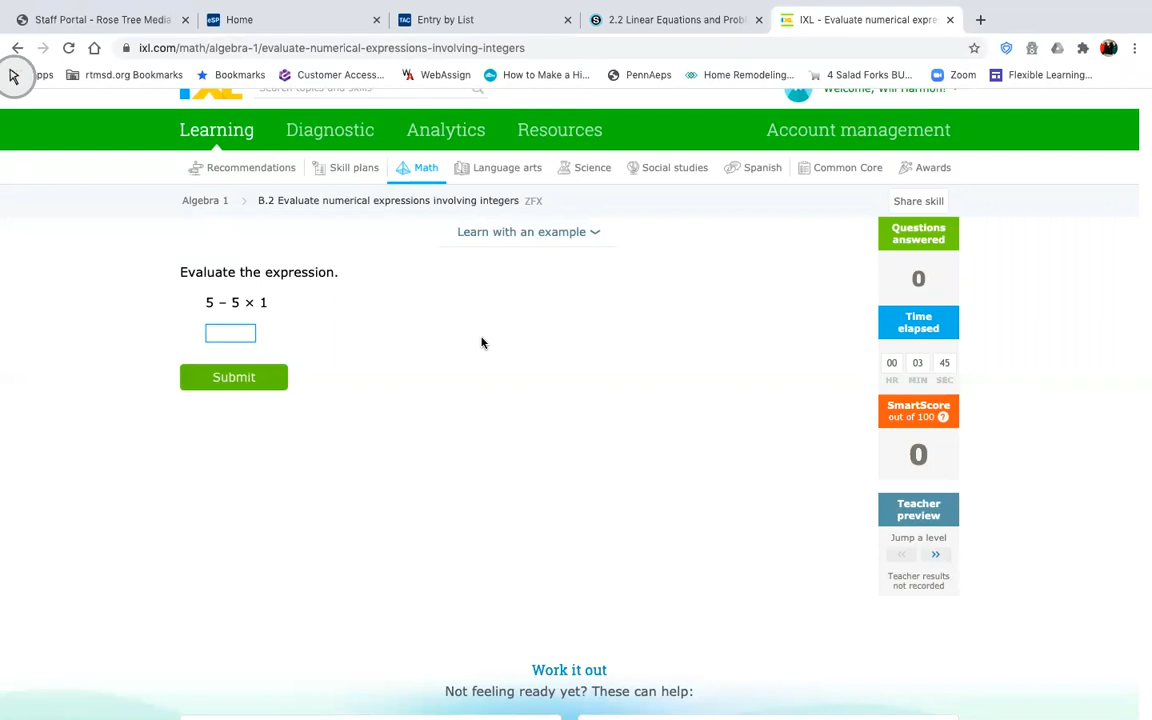 Staff Portal - Rose Tree Media
Home
Entry by List
2.2 Linear Equations and Probl
IXL - Evaluate numerical expre
ixl.com/math/algebra-1/evaluate-numerical-expressions-involving-integers
rtmsd.org Bookmarks
Bookmarks
Customer Access...
WebAssign
How to Make a Hi...
PennAeps
Home Remodeling...
4 Salad Forks BU...
Zoom
Flexible Learning...
Search topics and skills
Welcome, Will Harmon!
Learning
Diagnostic
Analytics
Resources
Account management
Recommendations
Skill plans
Math
Language arts
Science
Social studies
Spanish
Common Core
Awards
Algebra 1
B.2 Evaluate numerical expressions involving integers ZFX
Share skill
Learn with an example
Questions
answered
0
Evaluate the expression.
5 – 5 × 1
Submit
Time
elapsed
00 03 45
HR MIN SEC
SmartScore
out of 100 ?
0
Teacher
preview
Jump a level
Teacher results
not recorded
Work it out
Not feeling ready yet? These can help: